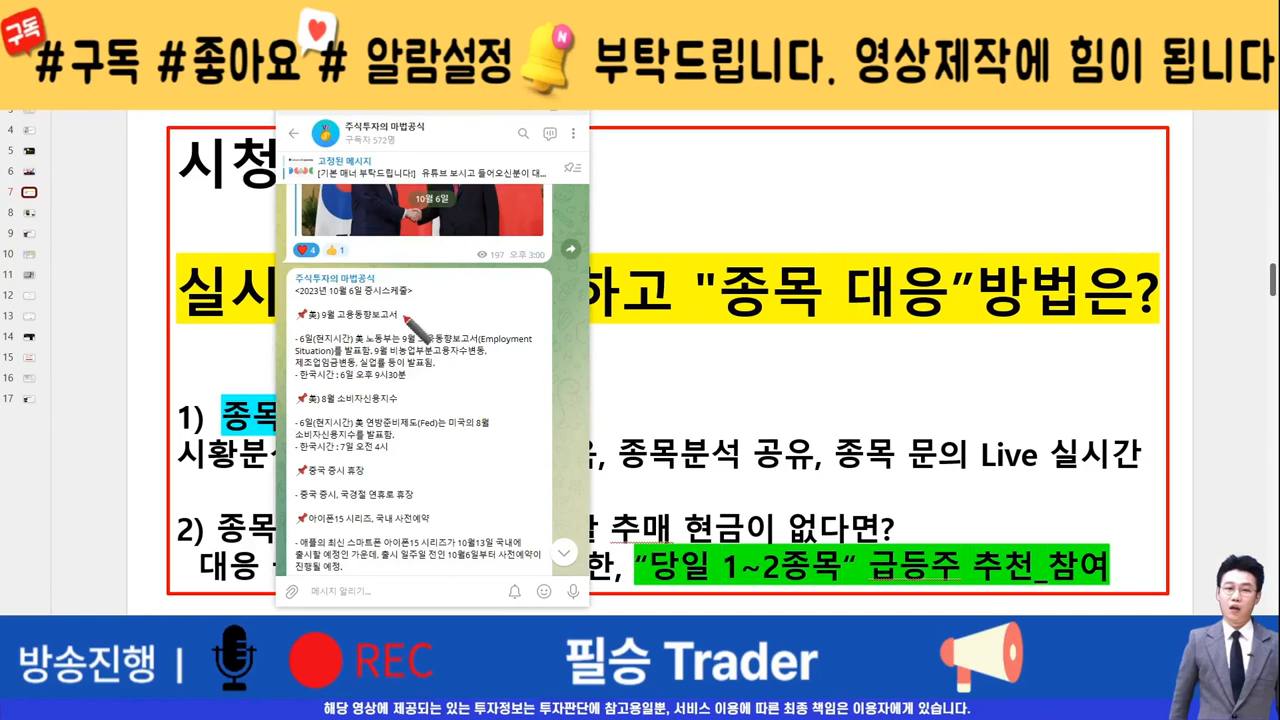 구독
#구독 #좋아요 # 알람설정 부탁드립니다. 영상제작에 힘이 됩니다
N
4
5
6
7
8
9
10
11
12
13
14
15
16
17
시청
실시 하고 "종목 대응”방법은?
1) 종목
시황분 종목분석 공유, 종목 문의 Live 실시간
2) 종목 추매 현금이 없다면?
대응 한, “당일 1~2종목“ 급등주 추천_참여
주식투자의 마법공식
구독자 572명
고정된 메시지
[기본 매너 부탁드립니다!] 유튜브 보시고 들어오신분이 대...
10월 6일
4 1
197 오후 3:00
주식투자의 마법공식
<2023년 10월 6일 증시스케줄>
美) 9월 고용동향보고서
- 6일(현지시간) 美 노동부는 9월 고용동향보고서(Employment
Situation)를 발표함. 9월 비농업부분고용자수변동,
제조업임금변동, 실업률 등이 발표됨.
- 한국시간 : 6일 오후 9시30분
美) 8월 소비자신용지수
- 6일(현지시간) 美 연방준비제도(Fed)는 미국의 8월
소비자신용지수를 발표함.
- 한국시간 : 7일 오전 4시
중국 증시 휴장
- 중국 증시, 국경절 연휴로 휴장
아이폰15 시리즈, 국내 사전예약
- 애플의 최신 스마트폰 아이폰15 시리즈가 10월13일 국내에
출시할 예정인 가운데, 출시 일주일 전인 10월6일부터 사전예약이
진행될 예정.
메시지 알리기...
방송진행 |
REC
필승 Trader
해당 영상에 제공되는 있는 투자정보는 투자판단에 참고용일뿐, 서비스 이용에 따른 최종 책임은 이용자에게 있습니다.